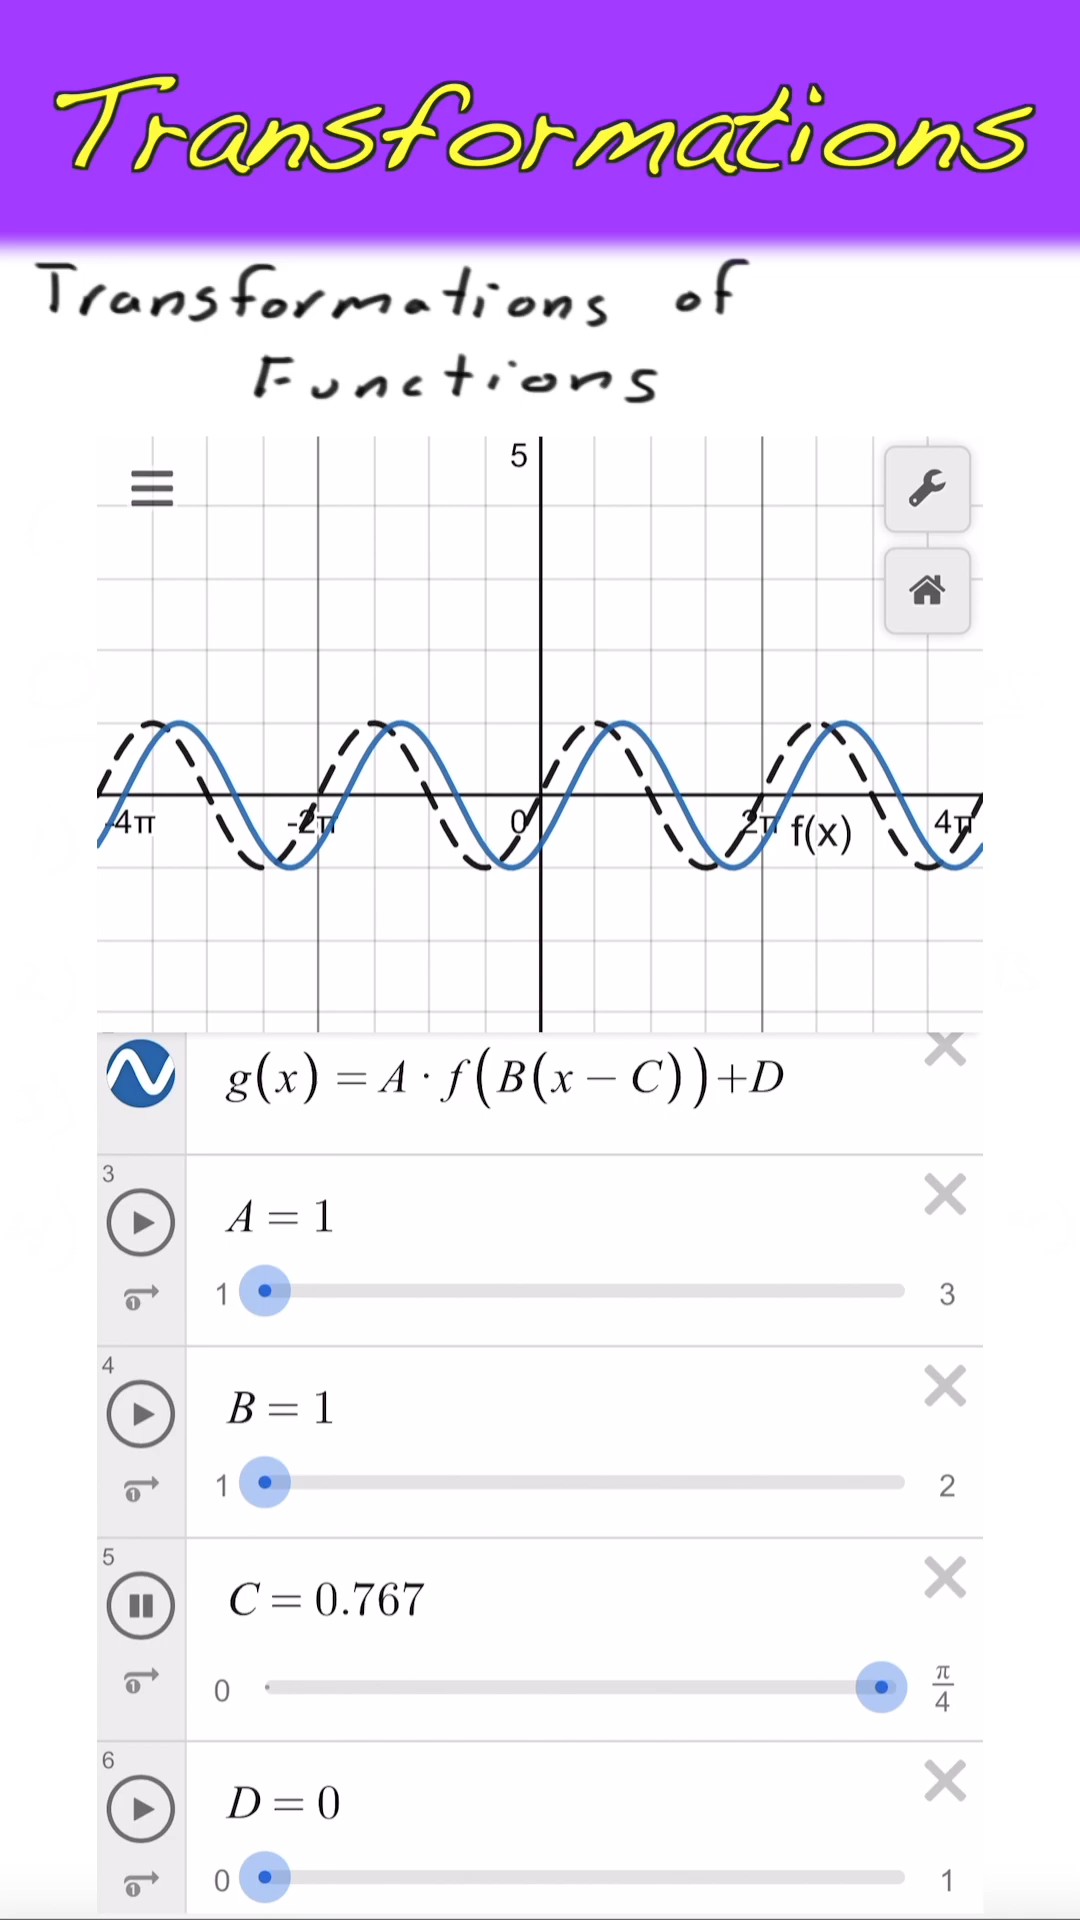 Transformations
Transformations of
Functions
5
-4π -2π 0 2π f(x) 4π
g(x) = A · f(B(x − C))+D
3
A = 1
1 3
4
B = 1
1 2
5
C = 0.767
0 π/4
6
D = 0
0 1